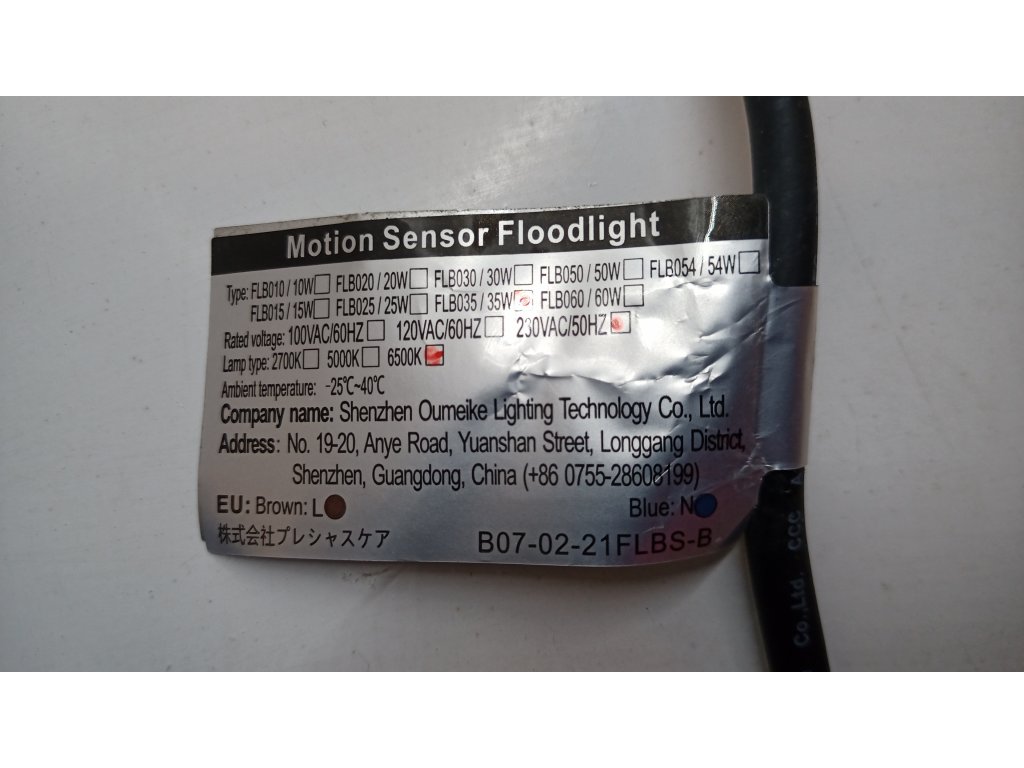 Motion Sensor Floodlight
Type: FLB010/10W□ FLB020/20W□ FLB030/30W□ FLB050/50W□ FLB054/54W□
FLB015/15W□ FLB025/25W□ FLB035/35W□ FLB060/60W□
Rated voltage: 100VAC/60HZ□ 120VAC/60HZ□ 230VAC/50HZ□
Lamp type: 2700K□ 5000K□ 6500K□
Ambient temperature: -25℃~40℃
Company name: Shenzhen Oumeike Lighting Technology Co., Ltd.
Address: No. 19-20, Anye Road, Yuanshan Street, Longgang District,
Shenzhen, Guangdong, China (+86 0755-28608199)
EU: Brown: L● Blue: N●
株式会社プレシャスケア B07-02-21FLBS-B
Co.,Ltd. CCC A